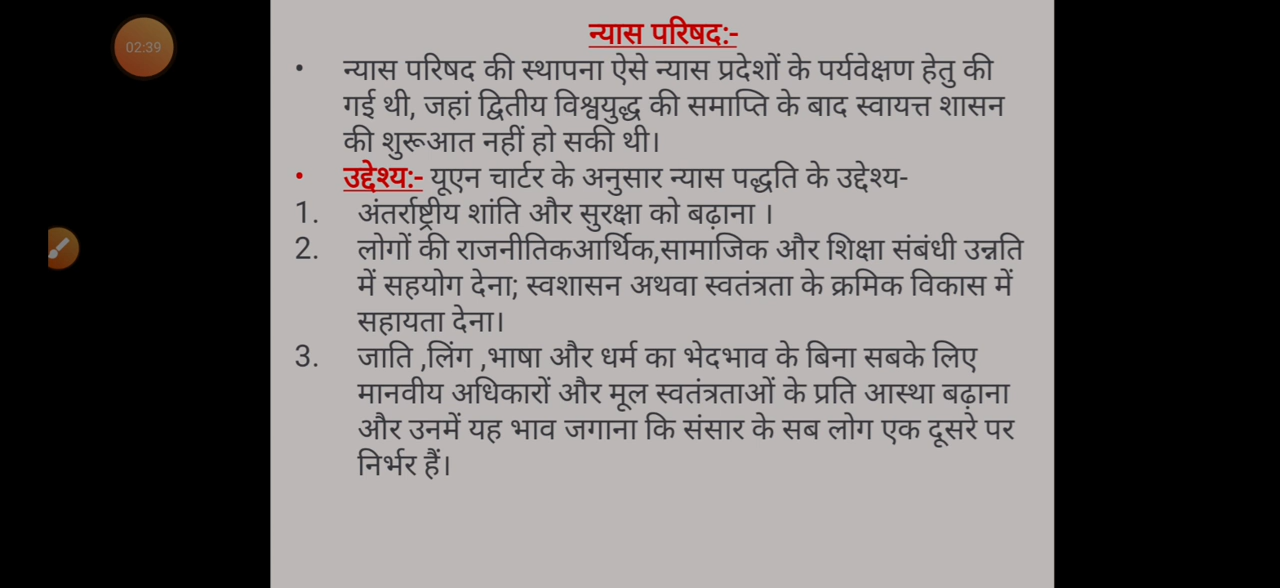 02:39
न्यास परिषद:-
• न्यास परिषद की स्थापना ऐसे न्यास प्रदेशों के पर्यवेक्षण हेतु की
गई थी, जहां द्वितीय विश्वयुद्ध की समाप्ति के बाद स्वायत्त शासन
की शुरूआत नहीं हो सकी थी।
• उद्देश्य:- यूएन चार्टर के अनुसार न्यास पद्धति के उद्देश्य-
1. अंतर्राष्ट्रीय शांति और सुरक्षा को बढ़ाना ।
2. लोगों की राजनीतिकआर्थिक,सामाजिक और शिक्षा संबंधी उन्नति
में सहयोग देना; स्वशासन अथवा स्वतंत्रता के क्रमिक विकास में
सहायता देना।
3. जाति ,लिंग ,भाषा और धर्म का भेदभाव के बिना सबके लिए
मानवीय अधिकारों और मूल स्वतंत्रताओं के प्रति आस्था बढ़ाना
और उनमें यह भाव जगाना कि संसार के सब लोग एक दूसरे पर
निर्भर हैं।